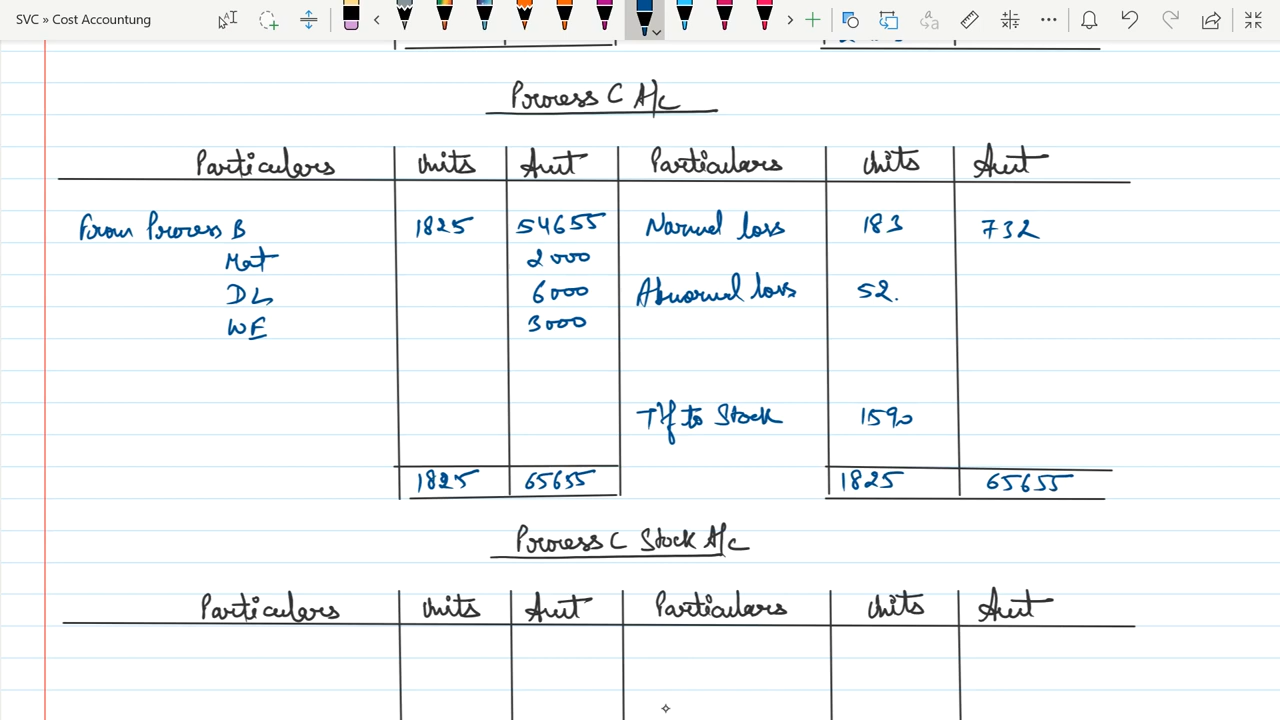 SVC » Cost Accountung
Process C A/c
Particulars Units Amt Particulars Units Amt
From Process B 1825 54655 Normal loss 183 732
Mat 2000
DL 6000 Abnormal loss 52.
WE 3000
T/f to Stock 1590
1825 65655 1825 65655
Process C Stock A/c
Particulars Units Amt Particulars Units Amt